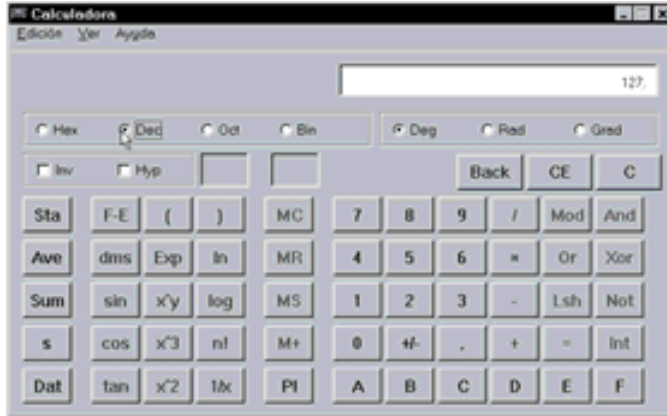 Calculadora
Edición Ver Ayuda
127,
Hex Dec Oct Bin Deg Rad Grad
Inv Hyp Back CE C
Sta F-E ( ) MC 7 8 9 / Mod And
Ave dms Exp ln MR 4 5 6 * Or Xor
Sum sin x^y log MS 1 2 3 - Lsh Not
s cos x^3 n! M+ 0 +/- , + = Int
Dat tan x^2 1/x PI A B C D E F